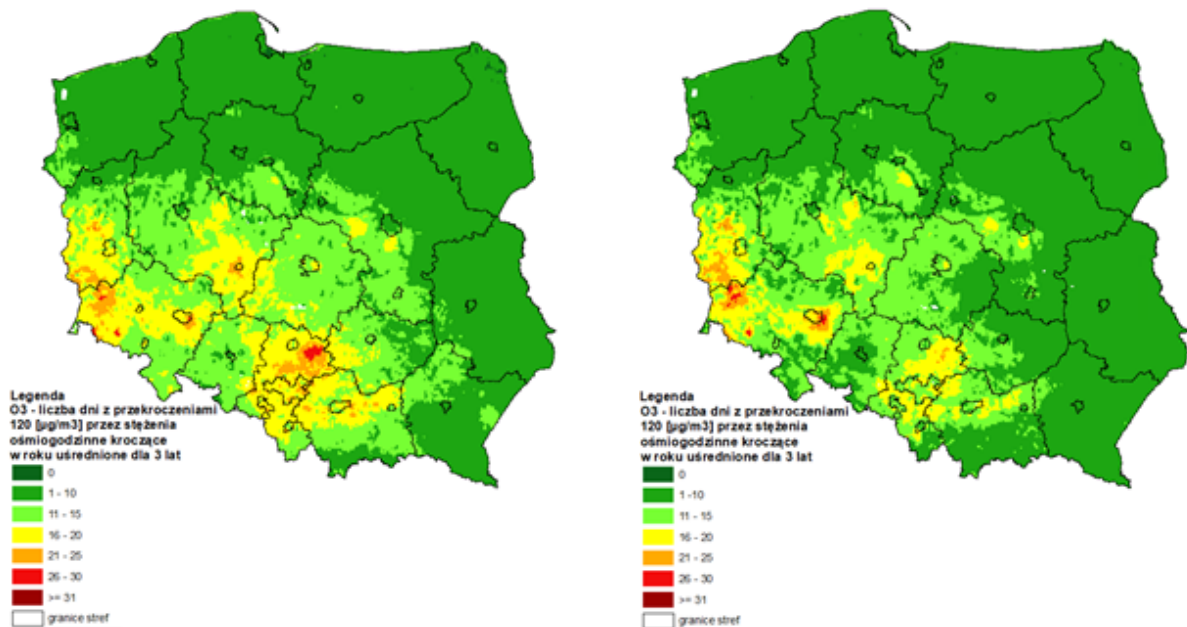 Legenda
O3 - liczba dni z przekroczeniami
120 [µg/m3] przez stężenia
ośmiogodzinne kroczące
w roku uśrednione dla 3 lat
0
1 - 10
11 - 15
16 - 20
21 - 25
26 - 30
>= 31
granice stref
Legenda
O3 - liczba dni z przekroczeniami
120 [µg/m3] przez stężenia
ośmiogodzinne kroczące
w roku uśrednione dla 3 lat
0
1 -10
11 - 15
16 - 20
21 - 25
26 - 30
>= 31
granice stref